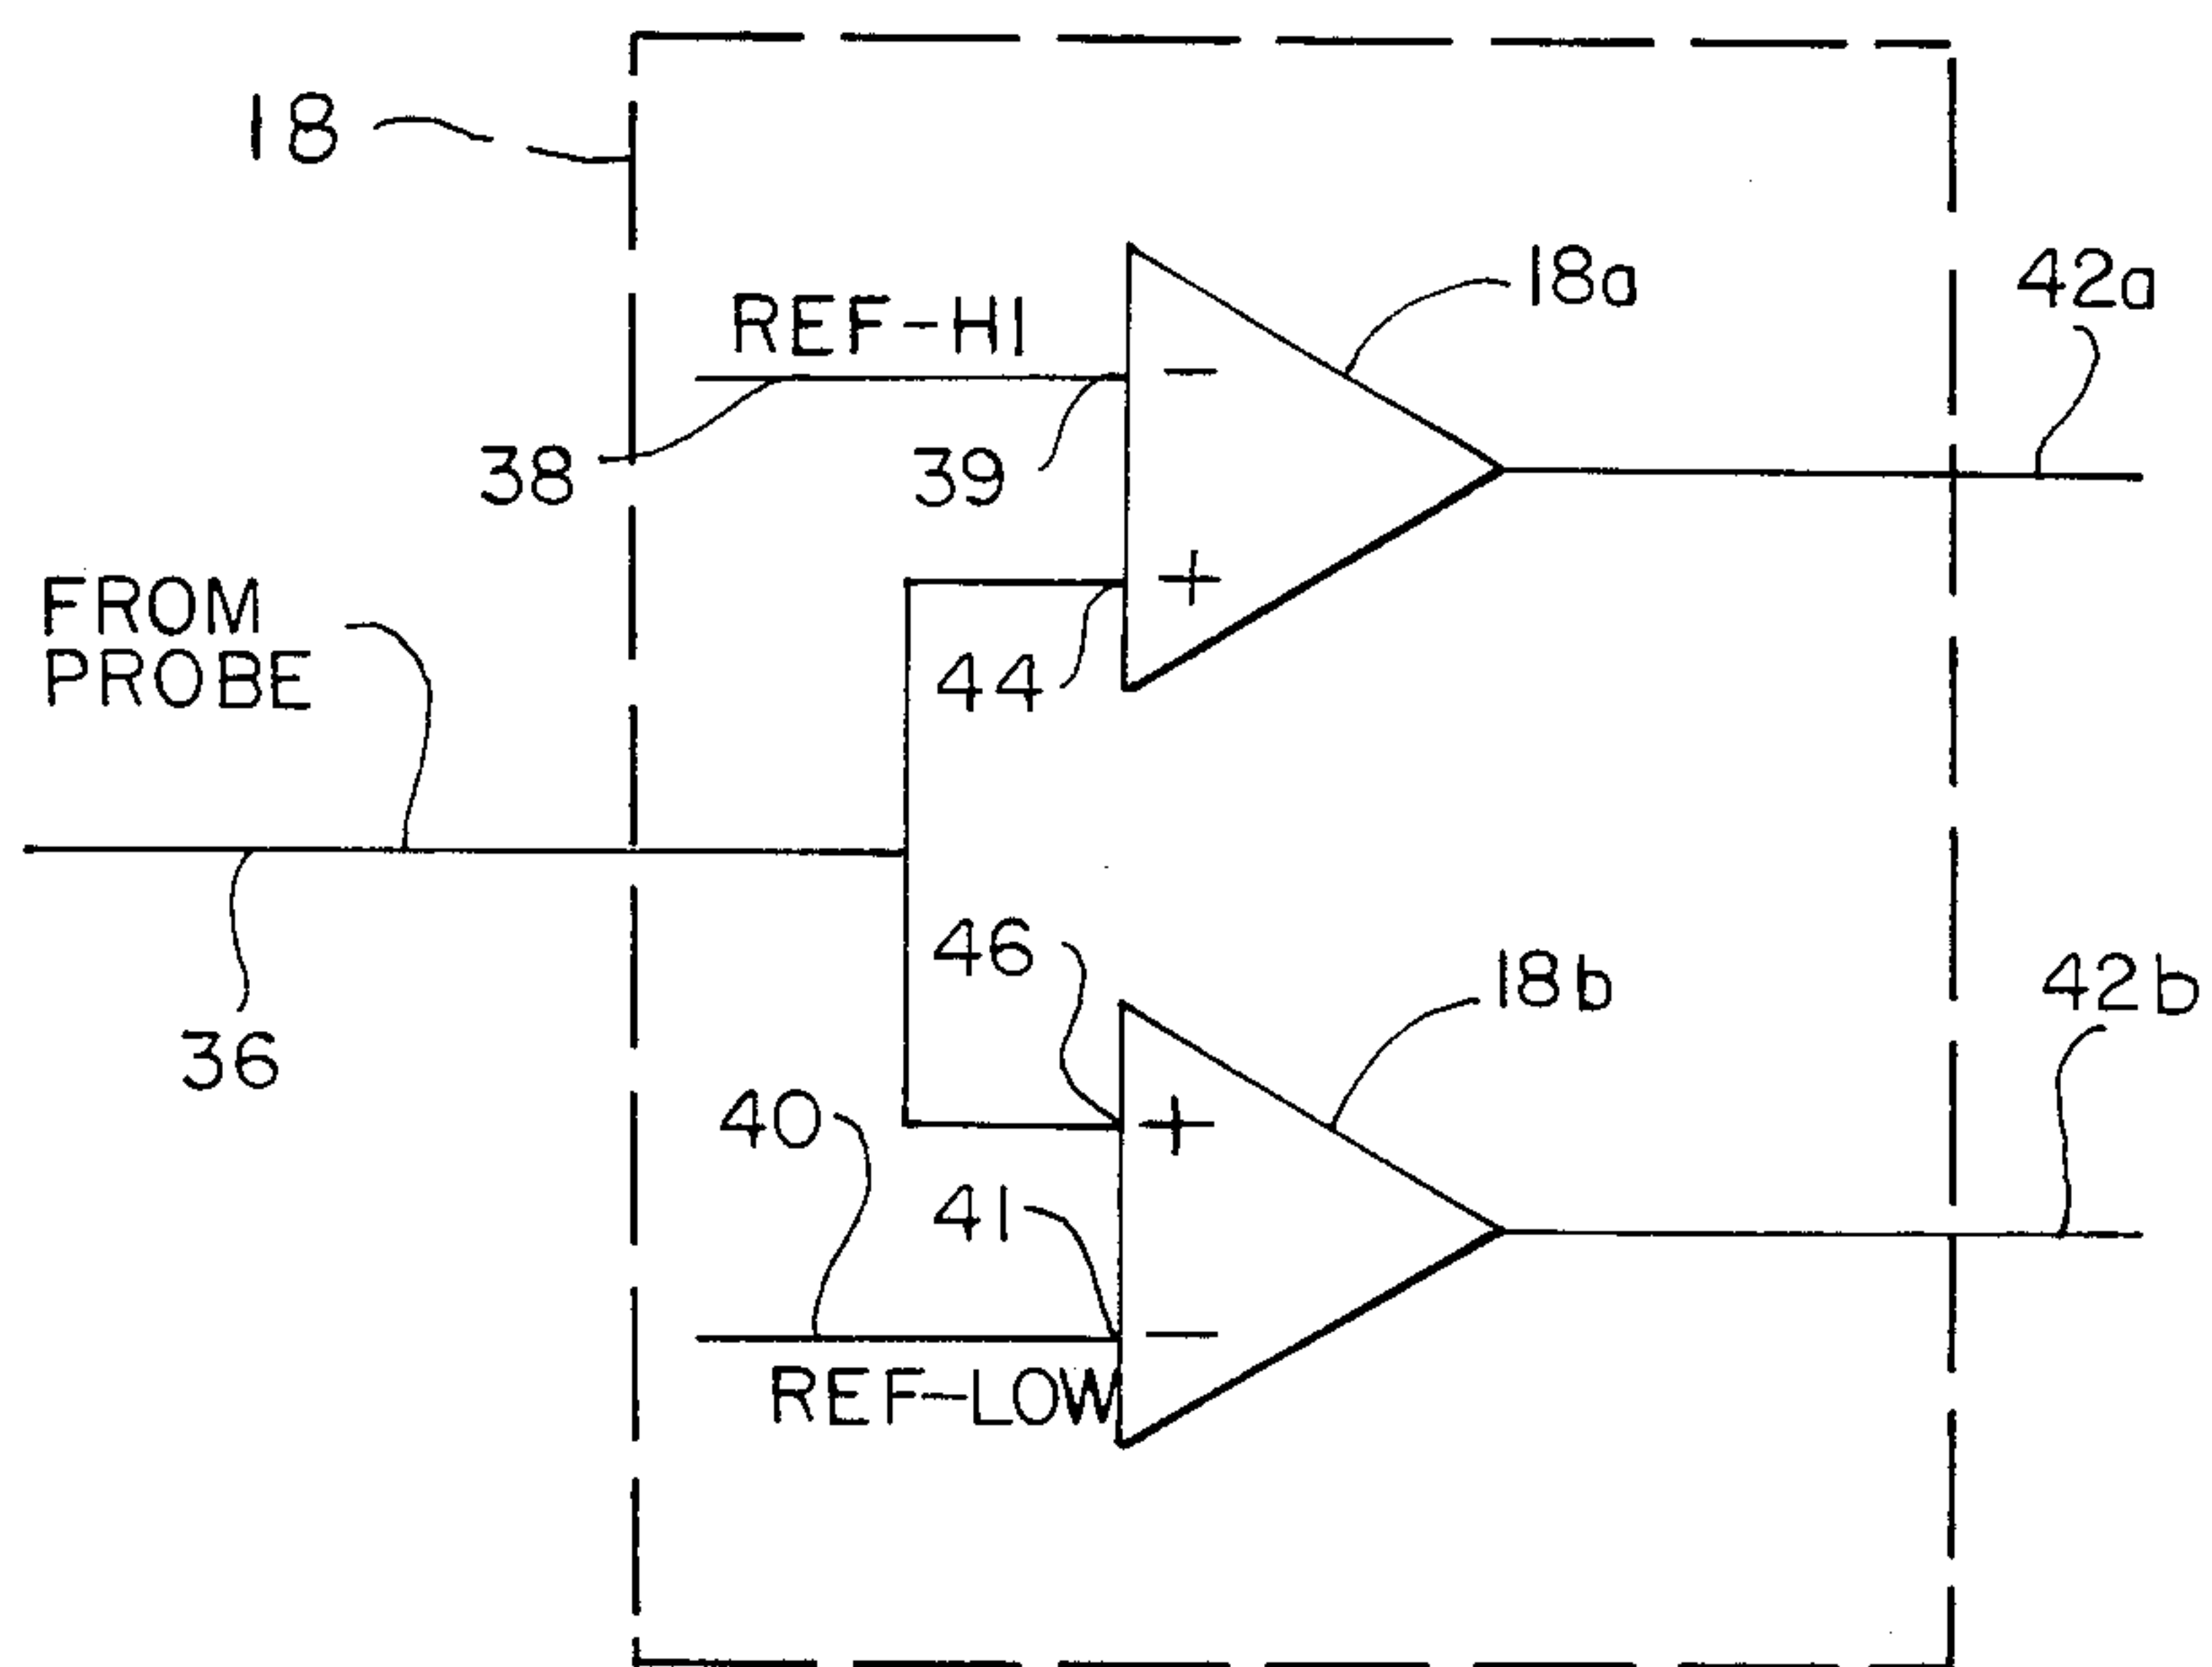 18
18a
42a
REF-HI
−
38
39
FROM
PROBE
+
44
46
18b
42b
36
40
+
41
−
REF-LOW